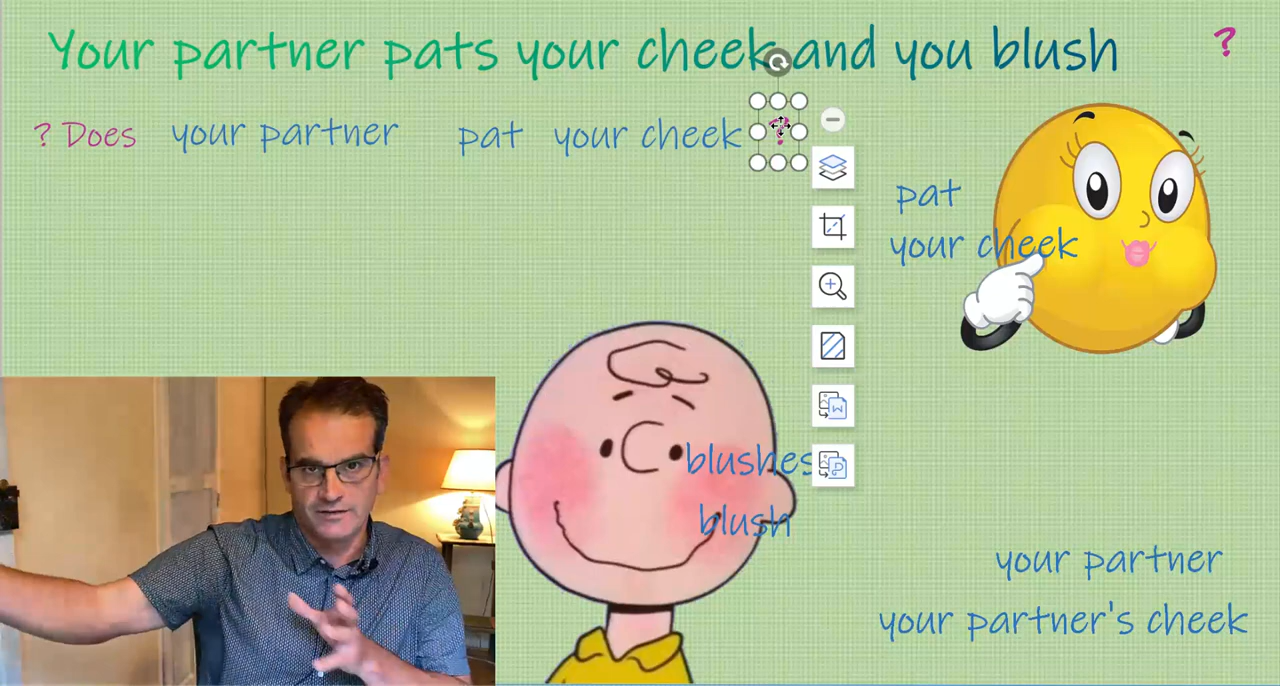 Your partner pats your cheek and you blush ?
? Does your partner pat your cheek ?
pat
your cheek
blushes
blush
your partner
your partner's cheek